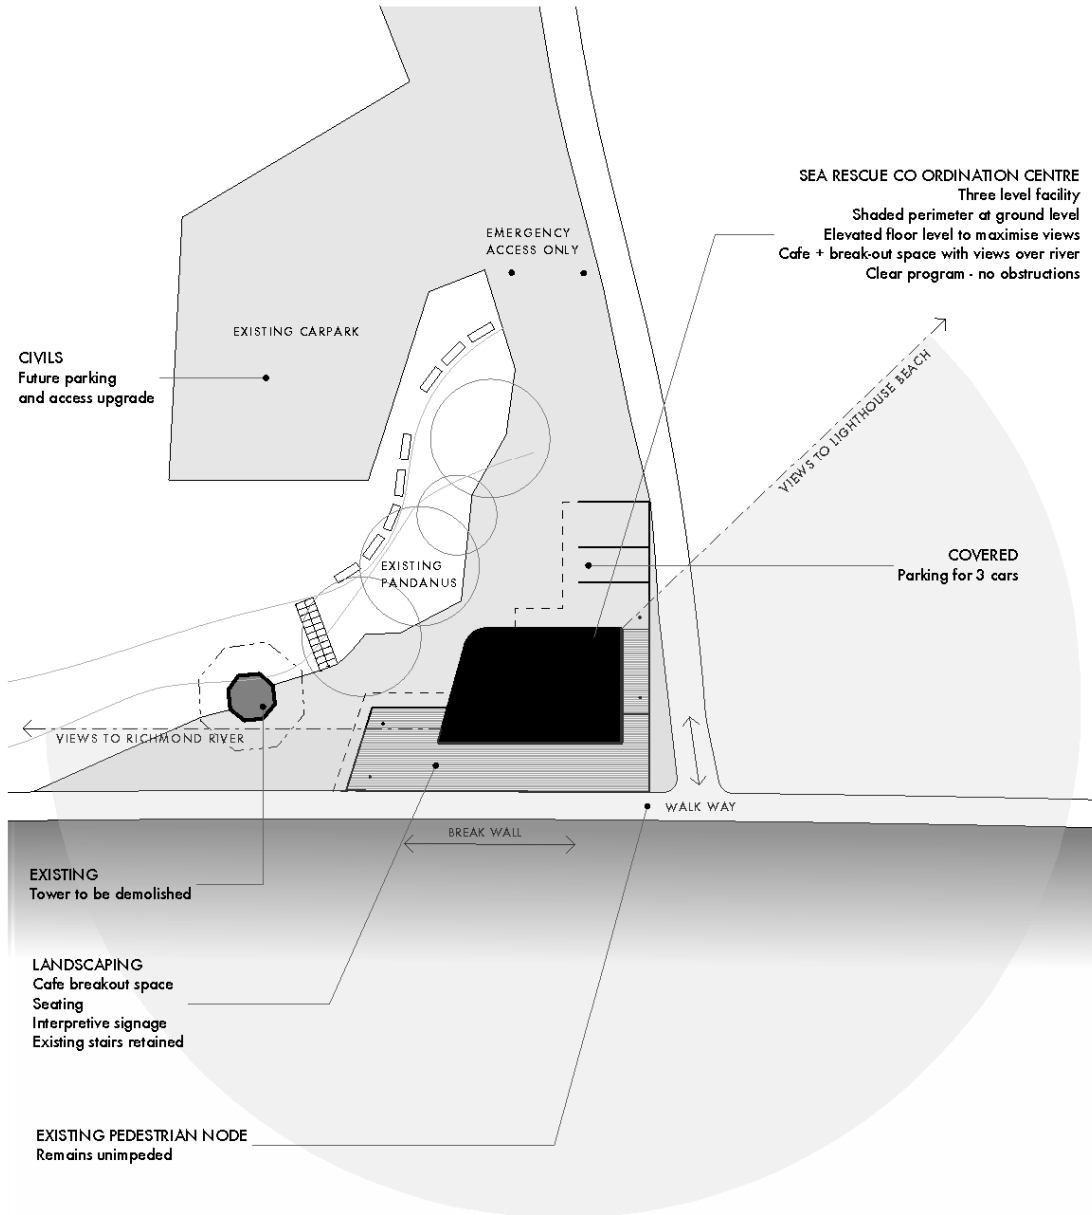 SEA RESCUE CO ORDINATION CENTRE
Three level facility
Shaded perimeter at ground level
Elevated floor level to maximise views
Cafe + break-out space with views over river
Clear program - no obstructions
EMERGENCY
ACCESS ONLY
EXISTING CARPARK
CIVILS
Future parking
and access upgrade
VIEWS TO LIGHTHOUSE BEACH
COVERED
Parking for 3 cars
EXISTING
PANDANUS
VIEWS TO RICHMOND RIVER
WALK WAY
BREAK WALL
EXISTING
Tower to be demolished
LANDSCAPING
Cafe breakout space
Seating
Interpretive signage
Existing stairs retained
EXISTING PEDESTRIAN NODE
Remains unimpeded